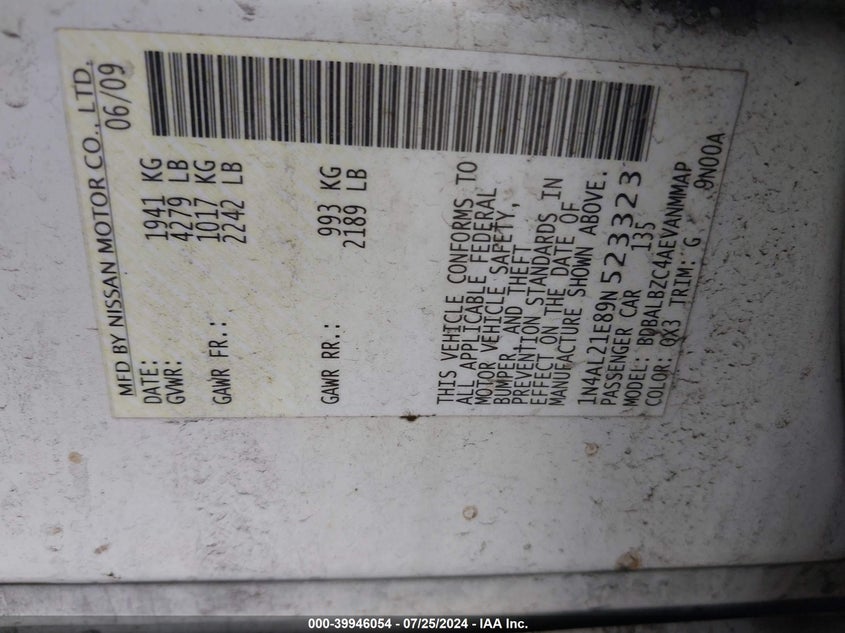 MFD BY NISSAN MOTOR CO., LTD.
DATE: 06/09
GVWR: 1941 KG
4279 LB
GAWR FR.: 1017 KG
2242 LB
GAWR RR.: 993 KG
2189 LB
THIS VEHICLE CONFORMS TO
ALL APPLICABLE FEDERAL
MOTOR VEHICLE SAFETY,
BUMPER, AND THEFT
PREVENTION STANDARDS IN
EFFECT ON THE DATE OF
MANUFACTURE SHOWN ABOVE.
1N4AL21E89N523323
PASSENGER CAR 135
MODEL: BDBALBZC4AEVANMMAP
COLOR: QX3 TRIM: G 9N00A
000-39946054 - 07/25/2024 - IAA Inc.